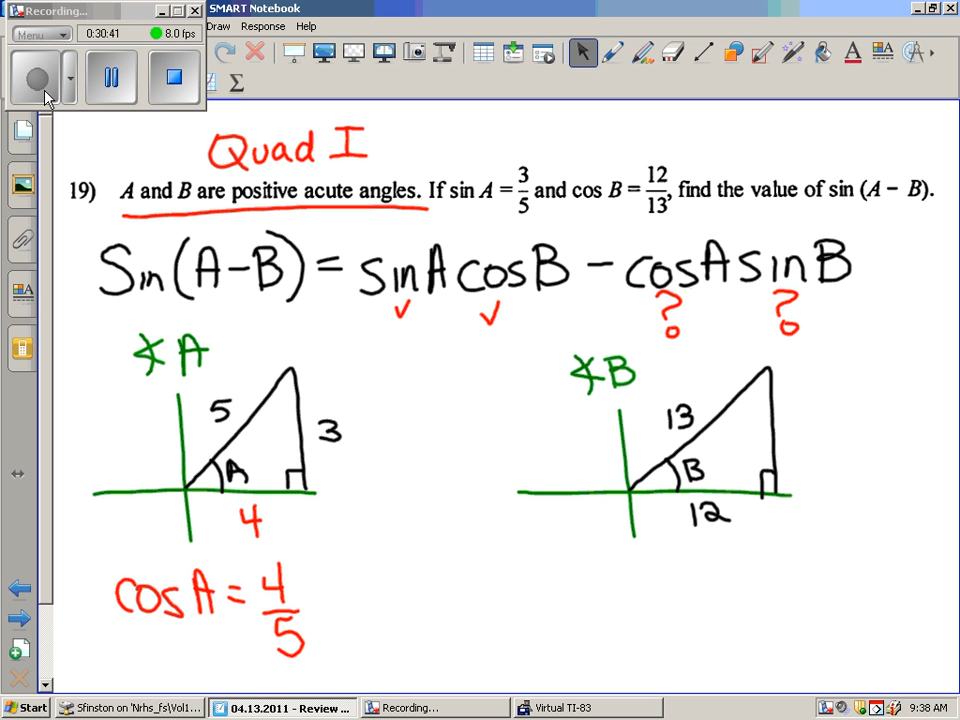 Recording...
SMART Notebook
Menu
0:30:41
8.0 fps
Draw Response Help
Quad I
19) A and B are positive acute angles. If sin A = 3/5 and cos B = 12/13, find the value of sin (A − B).
Sin(A-B) = sinA cosB - cosA sinB
✓ ✓ ? ?
∡A
∡B
5
3
A
4
13
B
12
cosA = 4/5
Start
Sfinston on 'Nrhs_fs\Vol1...
04.13.2011 - Review ...
Recording...
Virtual TI-83
9:38 AM